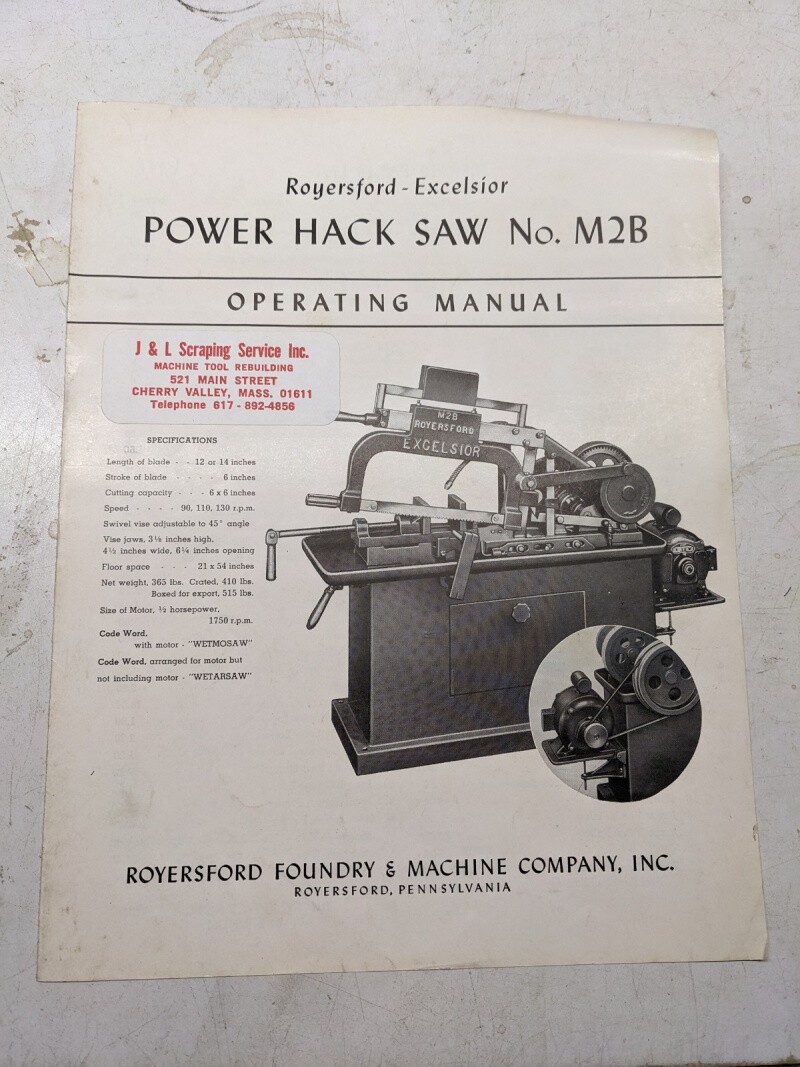 Royersford - Excelsior
POWER HACK SAW No. M2B
OPERATING MANUAL
J & L Scraping Service Inc.
MACHINE TOOL REBUILDING
521 MAIN STREET
CHERRY VALLEY, MASS. 01611
Telephone 617 - 892-4856
SPECIFICATIONS
Length of blade - - 12 or 14 inches
Stroke of blade - - - - - 6 inches
Cutting capacity - - - 6 x 6 inches
Speed - - - - 90, 110, 130 r.p.m.
Swivel vise adjustable to 45° angle
Vise jaws, 3⅛ inches high,
4½ inches wide, 6¼ inches opening
Floor space - - - 21 x 54 inches
Net weight, 365 lbs. Crated, 410 lbs.
Boxed for export, 515 lbs.
Size of Motor, ½ horsepower,
1750 r.p.m.
Code Word,
with motor - "WETMOSAW"
Code Word, arranged for motor but
not including motor - "WETARSAW"
M2B
ROYERSFORD
EXCELSIOR
ROYERSFORD FOUNDRY & MACHINE COMPANY, INC.
ROYERSFORD, PENNSYLVANIA